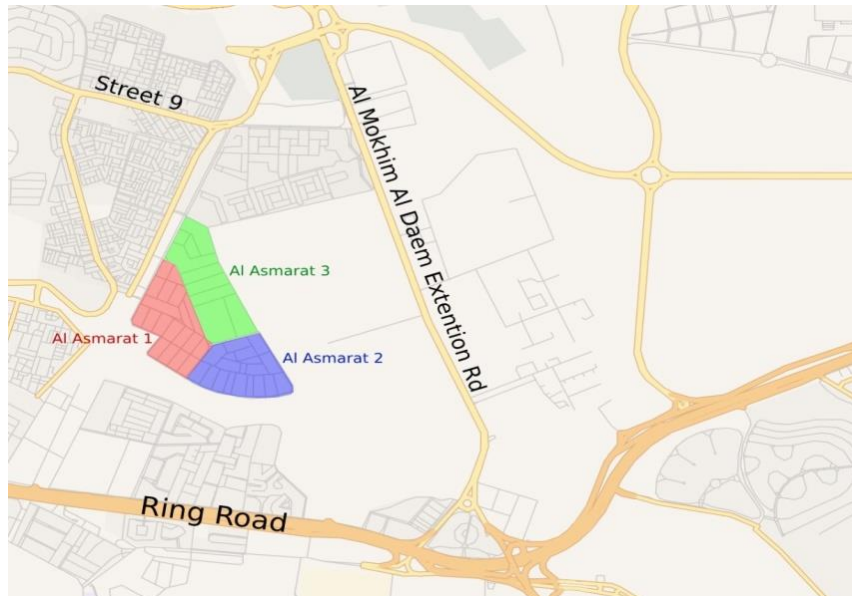 Street 9
Al Mokhim Al Daem Extention Rd
Al Asmarat 3
Al Asmarat 1
Al Asmarat 2
Ring Road